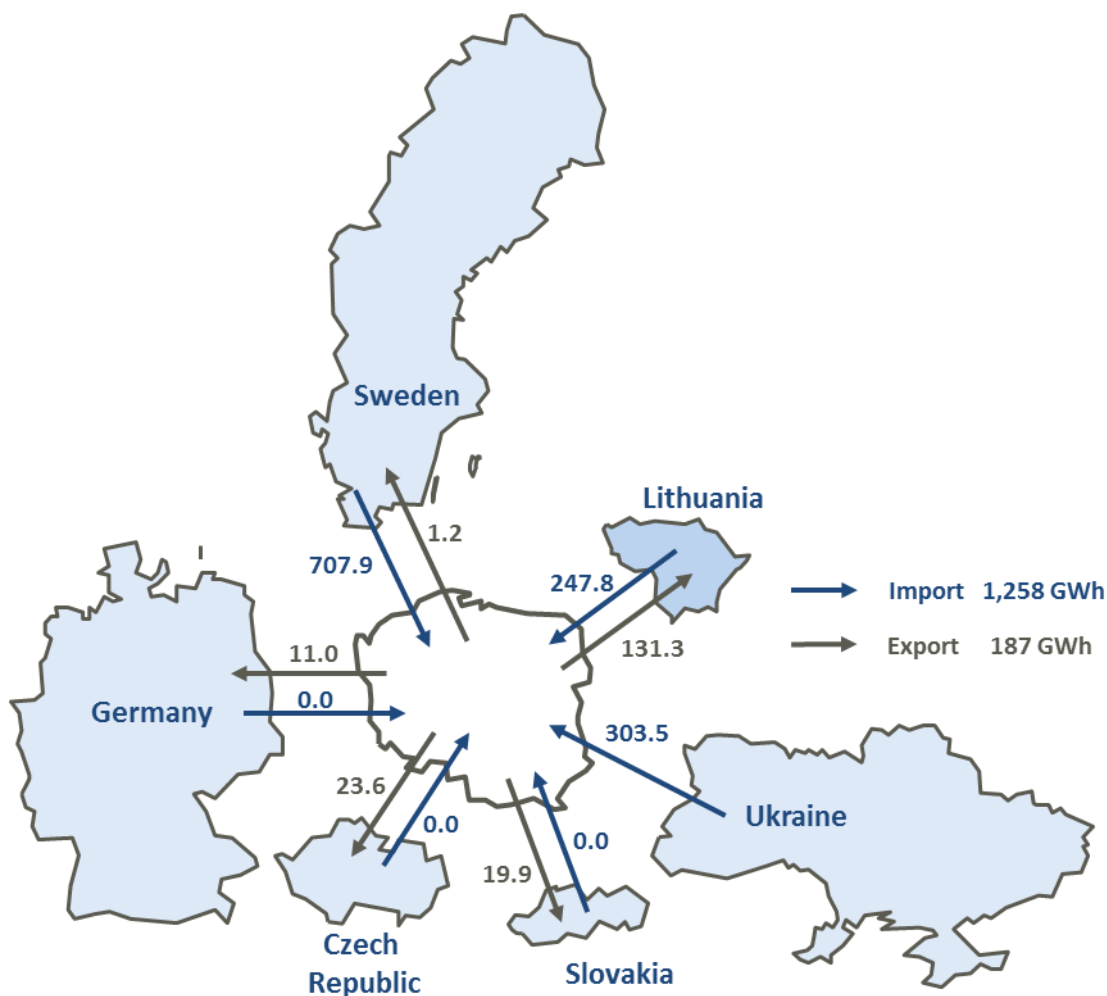 Sweden
Lithuania
1.2
707.9
247.8
Import 1,258 GWh
131.3
Export 187 GWh
11.0
0.0
Germany
303.5
23.6
0.0
0.0
Ukraine
19.9
Czech
Republic
Slovakia